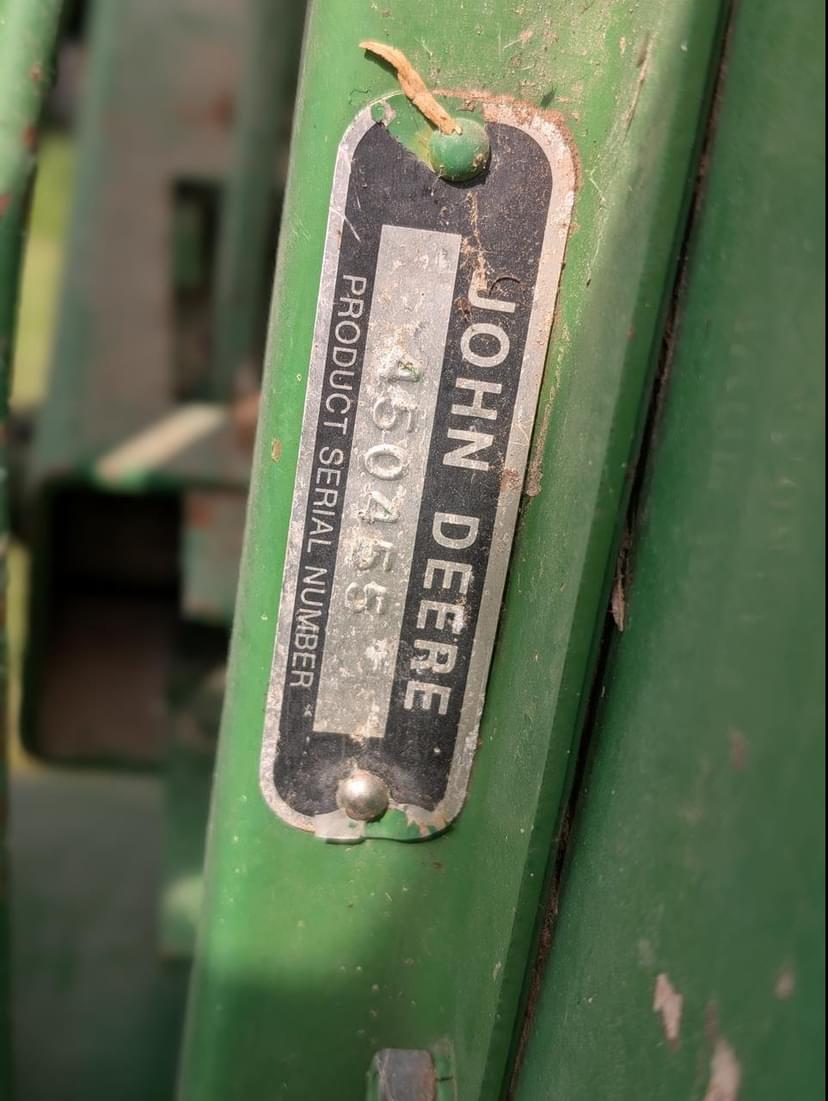 JOHN DEERE
450455
PRODUCT SERIAL NUMBER